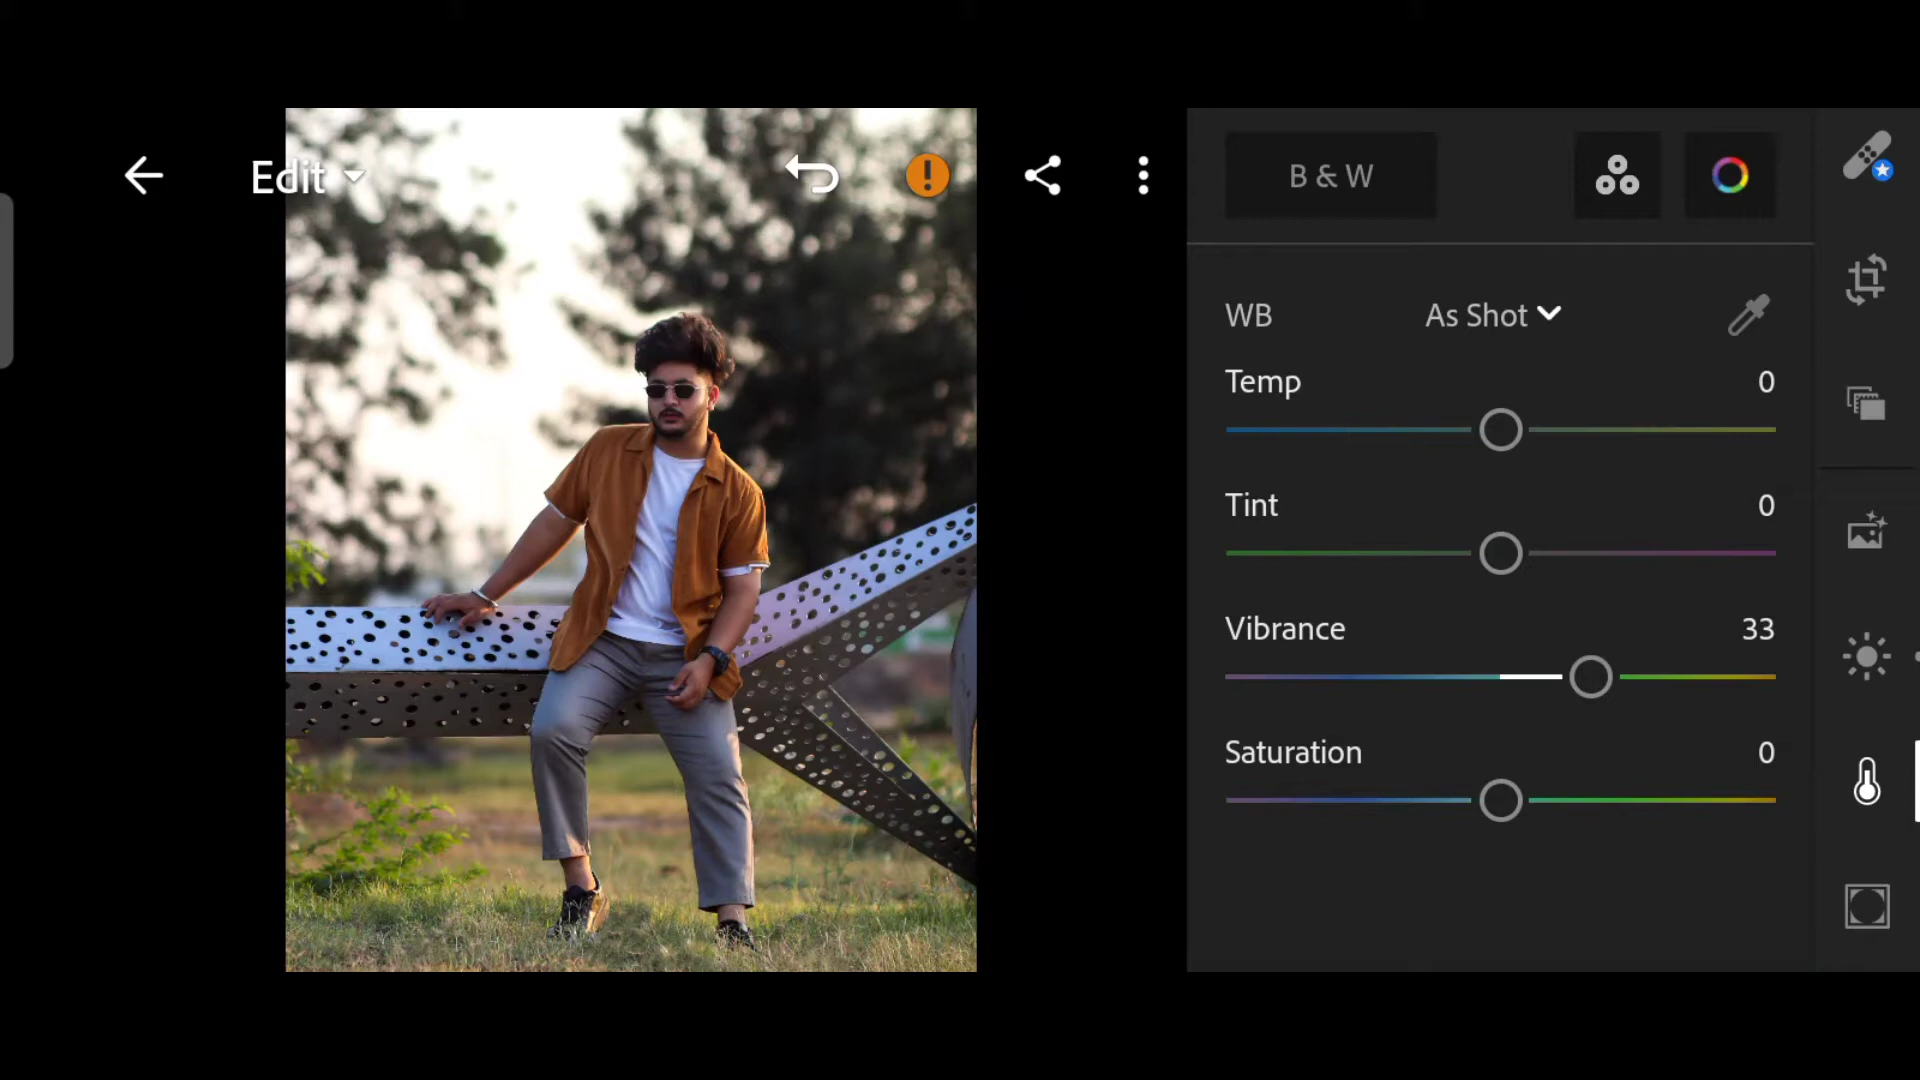 Edit
B & W
WB As Shot
Temp 0
Tint 0
Vibrance 33
Saturation 0